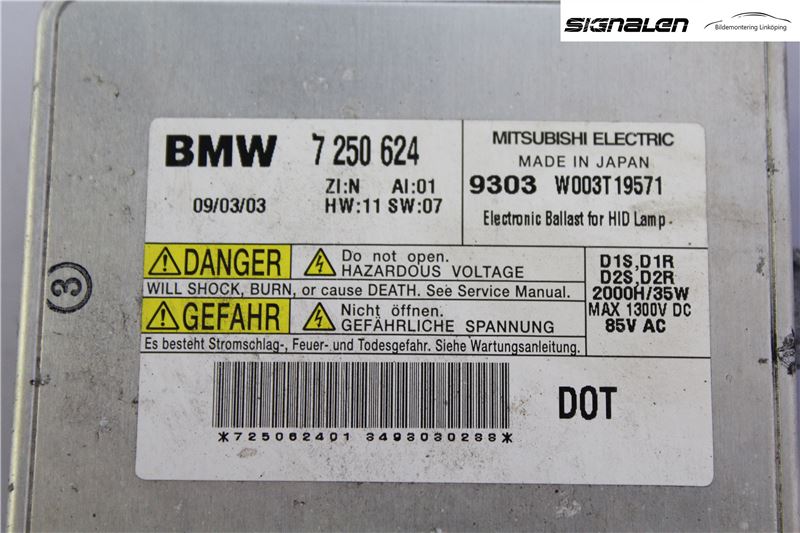 SIGNALEN
Bildemontering Linköping
BMW 7 250 624
ZI:N AI:01
09/03/03 HW:11 SW:07
MITSUBISHI ELECTRIC
MADE IN JAPAN
9303 W003T19571
Electronic Ballast for HID Lamp
DANGER
Do not open.
HAZARDOUS VOLTAGE
WILL SHOCK, BURN, or cause DEATH. See Service Manual.
GEFAHR
Nicht öffnen.
GEFÄHRLICHE SPANNUNG
Es besteht Stromschlag-, Feuer- und Todesgefahr. Siehe Wartungsanleitung.
D1S,D1R
D2S,D2R
2000H/35W
MAX 1300V DC
85V AC
*725062401 3493030288*
DOT
3